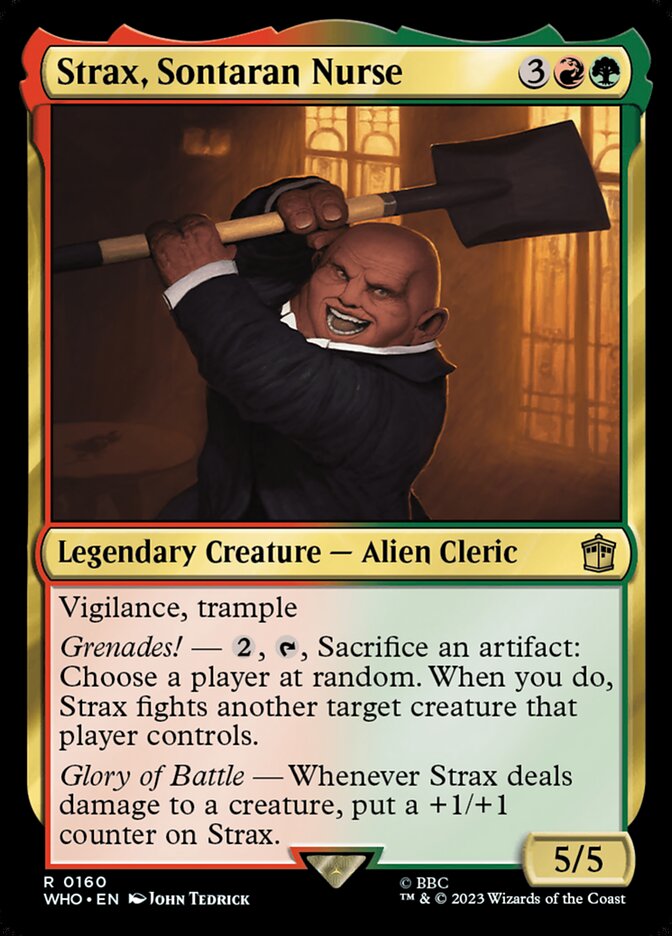 Strax, Sontaran Nurse 3
Legendary Creature — Alien Cleric
Vigilance, trample
Grenades! — 2, , Sacrifice an artifact:
Choose a player at random. When you do,
Strax fights another target creature that
player controls.
Glory of Battle — Whenever Strax deals
damage to a creature, put a +1/+1
counter on Strax.
5/5
R 0160
WHO • EN John Tedrick
© BBC
™ & © 2023 Wizards of the Coast